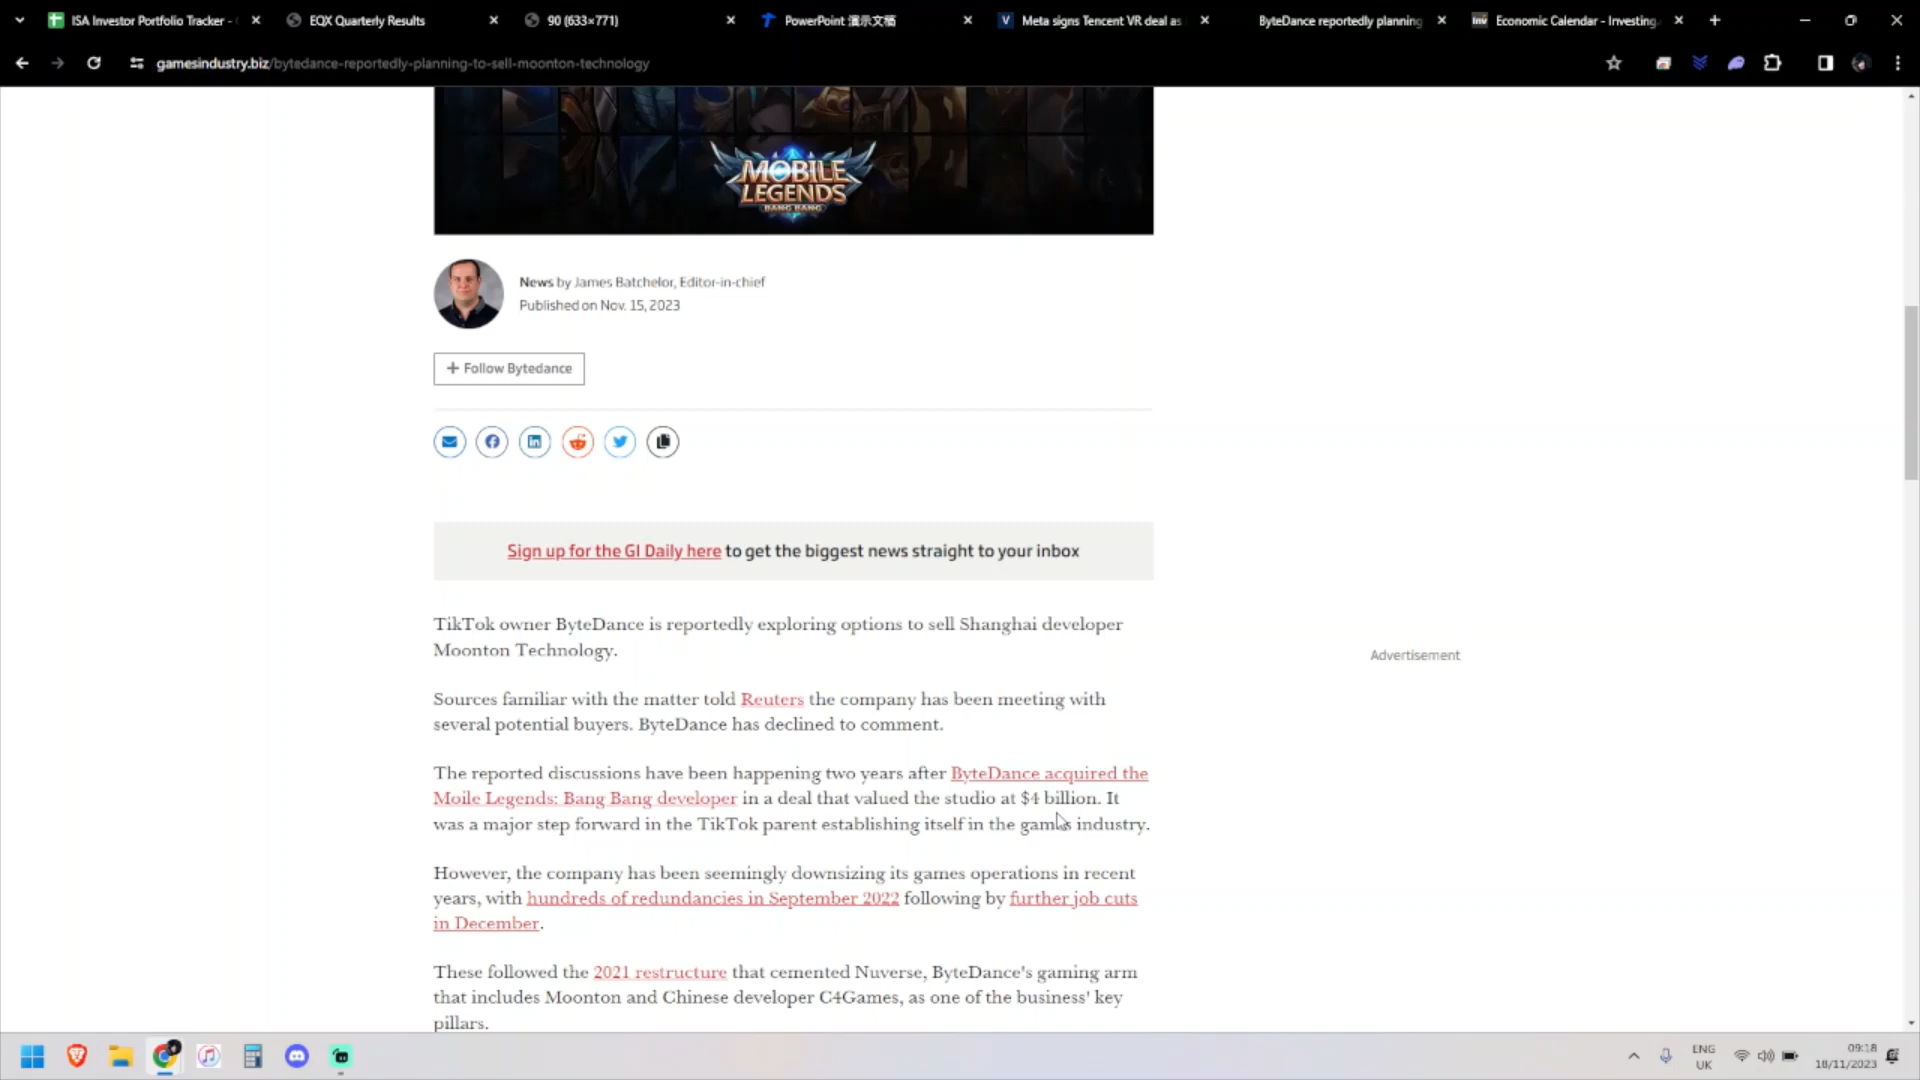 ISA Investor Portfolio Tracker -
EQX Quarterly Results
90 (633×771)
PowerPoint 演示文稿
Meta signs Tencent VR deal as
ByteDance reportedly planning
Economic Calendar - Investing
gamesindustry.biz/bytedance-reportedly-planning-to-sell-moonton-technology
MOBILE
LEGENDS
BANG BANG
News by James Batchelor, Editor-in-chief
Published on Nov. 15, 2023
+ Follow Bytedance
Sign up for the GI Daily here to get the biggest news straight to your inbox
TikTok owner ByteDance is reportedly exploring options to sell Shanghai developer
Moonton Technology.
Advertisement
Sources familiar with the matter told Reuters the company has been meeting with
several potential buyers. ByteDance has declined to comment.
The reported discussions have been happening two years after ByteDance acquired the
Moile Legends: Bang Bang developer in a deal that valued the studio at $4 billion. It
was a major step forward in the TikTok parent establishing itself in the games industry.
However, the company has been seemingly downsizing its games operations in recent
years, with hundreds of redundancies in September 2022 following by further job cuts
in December.
These followed the 2021 restructure that cemented Nuverse, ByteDance's gaming arm
that includes Moonton and Chinese developer C4Games, as one of the business' key
pillars.
ENG
UK
09:18
18/11/2023